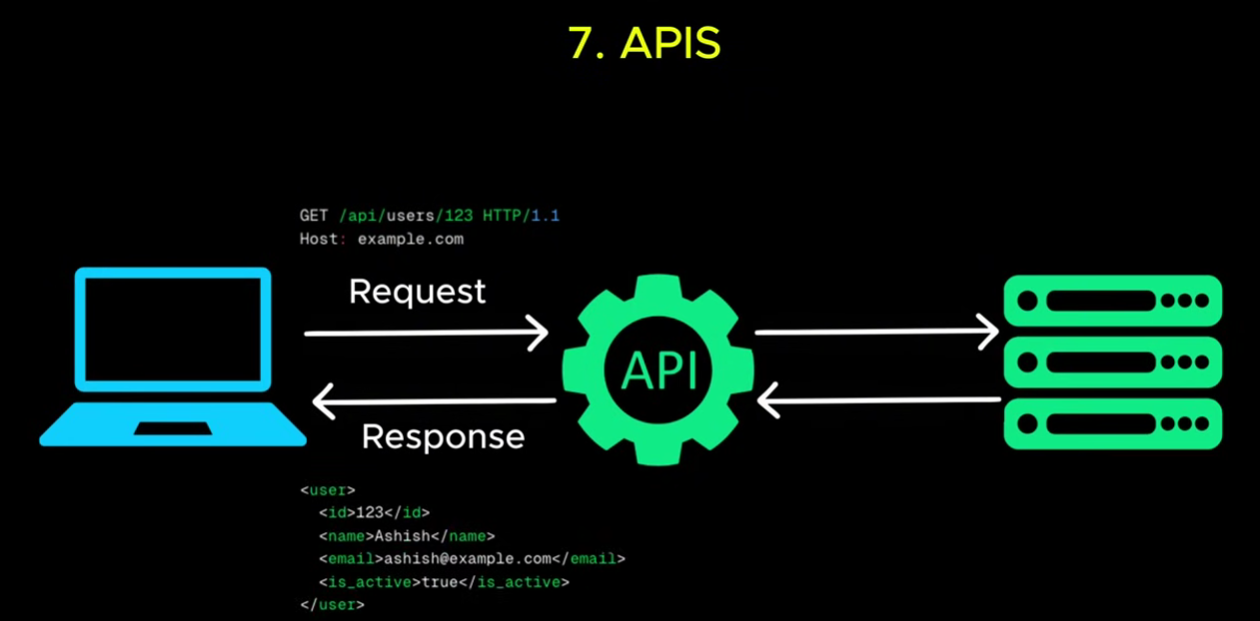 7. APIS
GET /api/users/123 HTTP/1.1
Host: example.com
Request
API
Response
<user>
<id>123</id>
<name>Ashish</name>
<email>ashish@example.com</email>
<is_active>true</is_active>
</user>